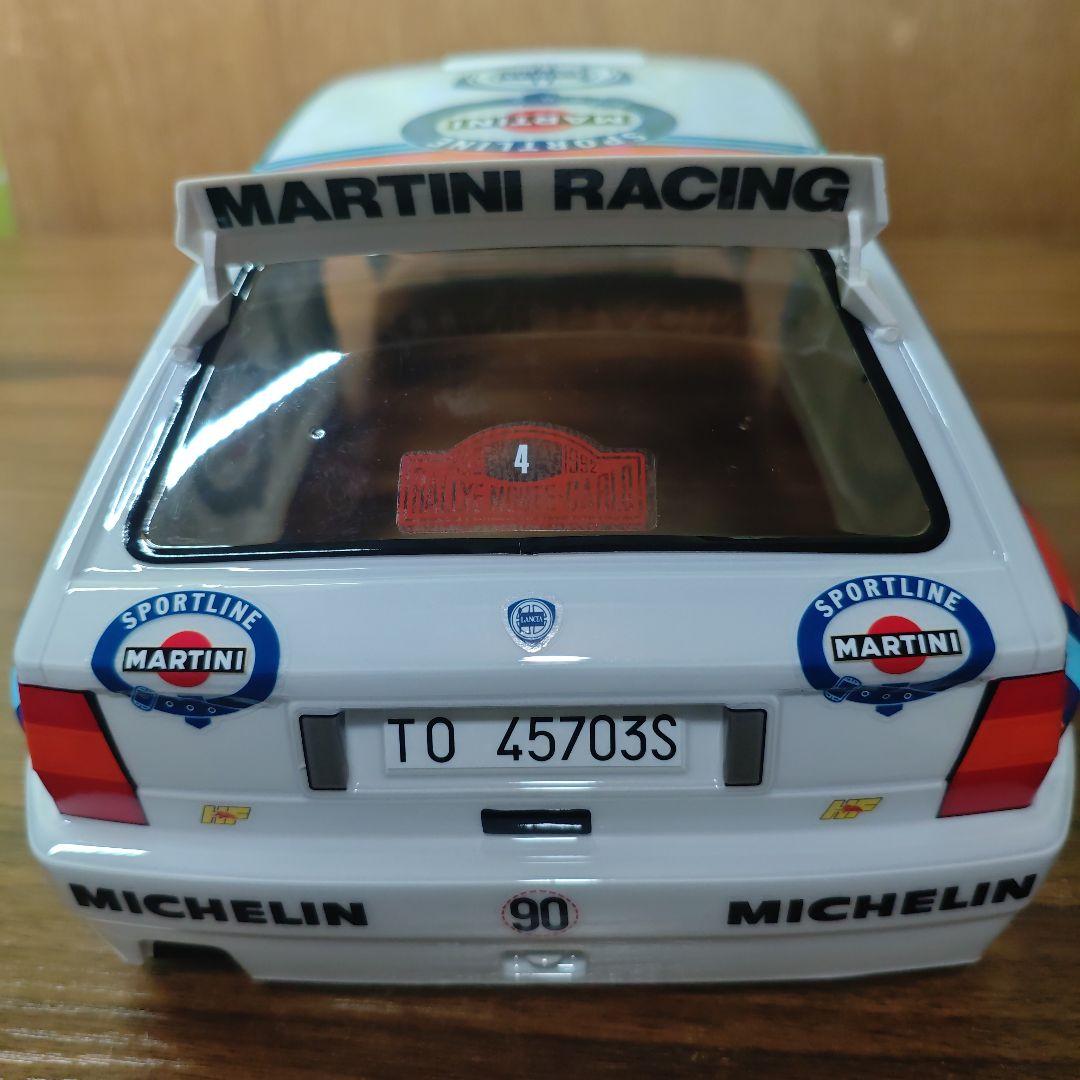 SPORTLINE
MARTINI
MARTINI RACING
4
1992
RALLYE MONTE-CARLO
SPORTLINE
MARTINI
LANCIA
SPORTLINE
MARTINI
TO 45703S
HF
HF
MICHELIN
90
MICHELIN